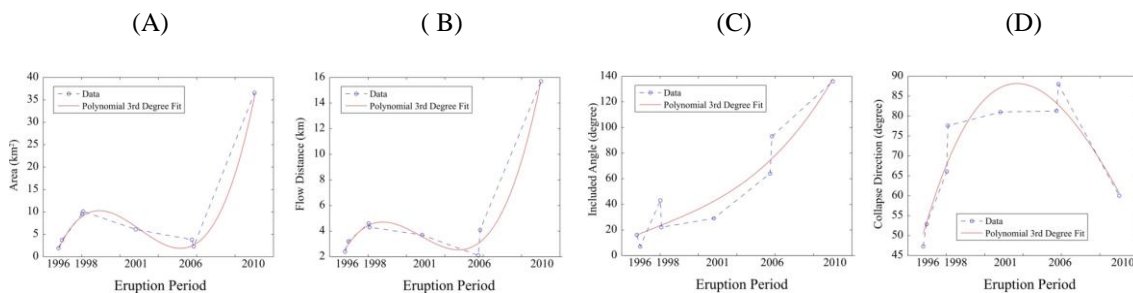 (A)
( B)
(C)
(D)
Area (km²)
40
35
30
25
20
15
10
5
0
Data
Polynomial 3rd Degree Fit
1996 1998 2001 2006 2010
Eruption Period
Flow Distance (km)
16
14
12
10
8
6
4
2
Data
Polynomial 3rd Degree Fit
1996 1998 2001 2006 2010
Eruption Period
Included Angle (degree)
140
120
100
80
60
40
20
0
Data
Polynomial 3rd Degree Fit
1996 1998 2001 2006 2010
Eruption Period
Collapse Direction (degree)
90
85
80
75
70
65
60
55
50
45
Data
Polynomial 3rd Degree Fit
1996 1998 2001 2006 2010
Eruption Period